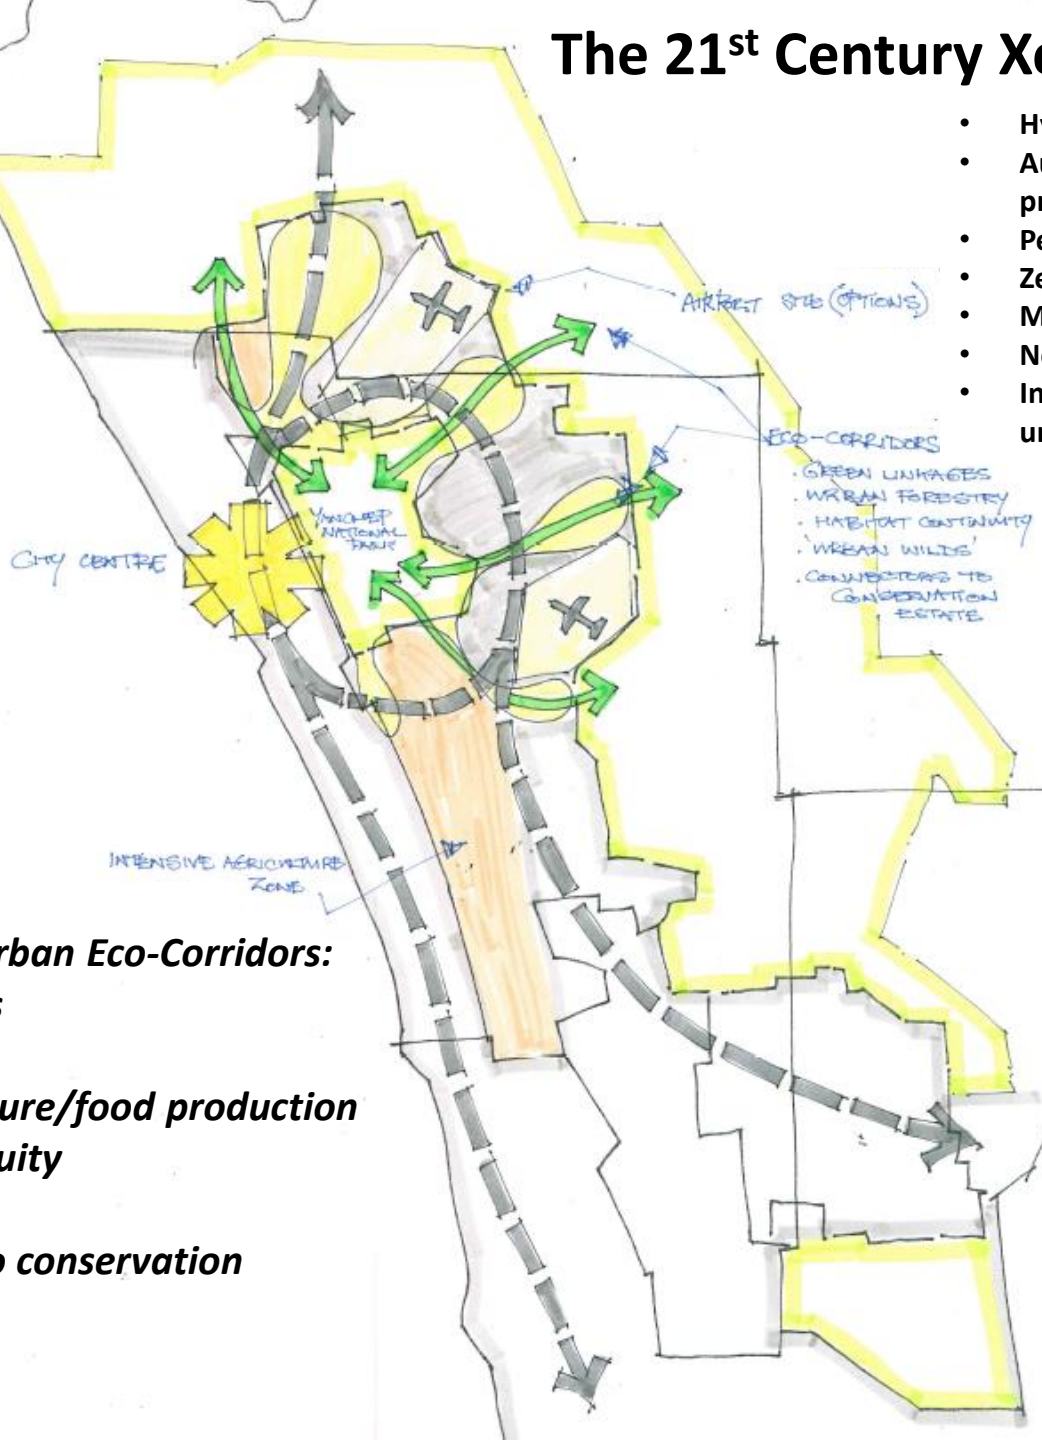 The 21st Century Xe
• Hy
• Au
pr
• Pe
• Ze
• M
• Ne
• In
ur
AIRPORT SITE (OPTIONS)
ECO-CORRIDORS
. GREEN LINKAGES
. URBAN FORESTRY
. HABITAT CONTINUITY
. 'URBAN WILDS'
. CONNECTORS TO
CONSERVATION
ESTATE
YANCHEP
NATIONAL
PARK
CITY CENTRE
INTENSIVE AGRICULTURE
ZONE
rban Eco-Corridors:
s
ure/food production
uity
o conservation